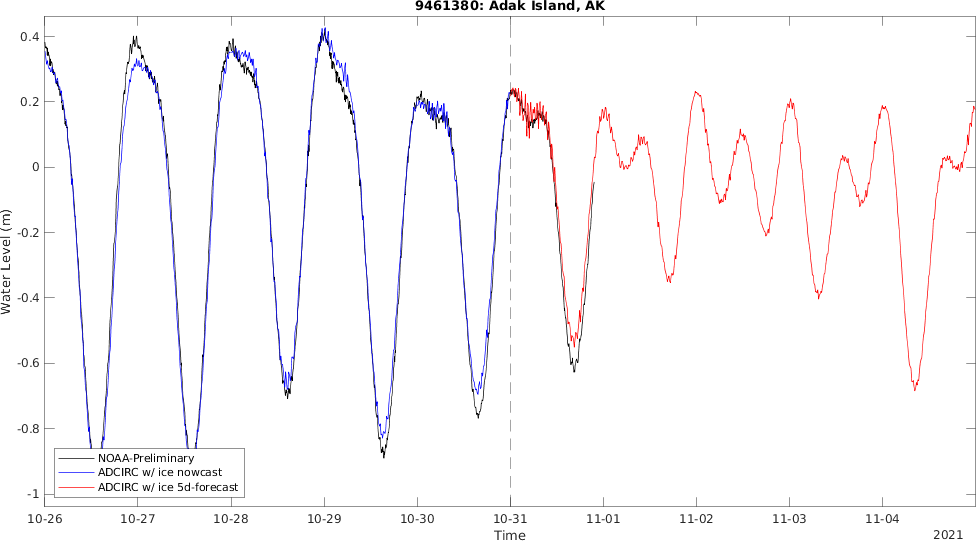 9461380: Adak Island, AK
Water Level (m)
0.4
0.2
0
-0.2
-0.4
-0.6
-0.8
-1
NOAA-Preliminary
ADCIRC w/ ice nowcast
ADCIRC w/ ice 5d-forecast
10-26 10-27 10-28 10-29 10-30 10-31 11-01 11-02 11-03 11-04
Time
2021